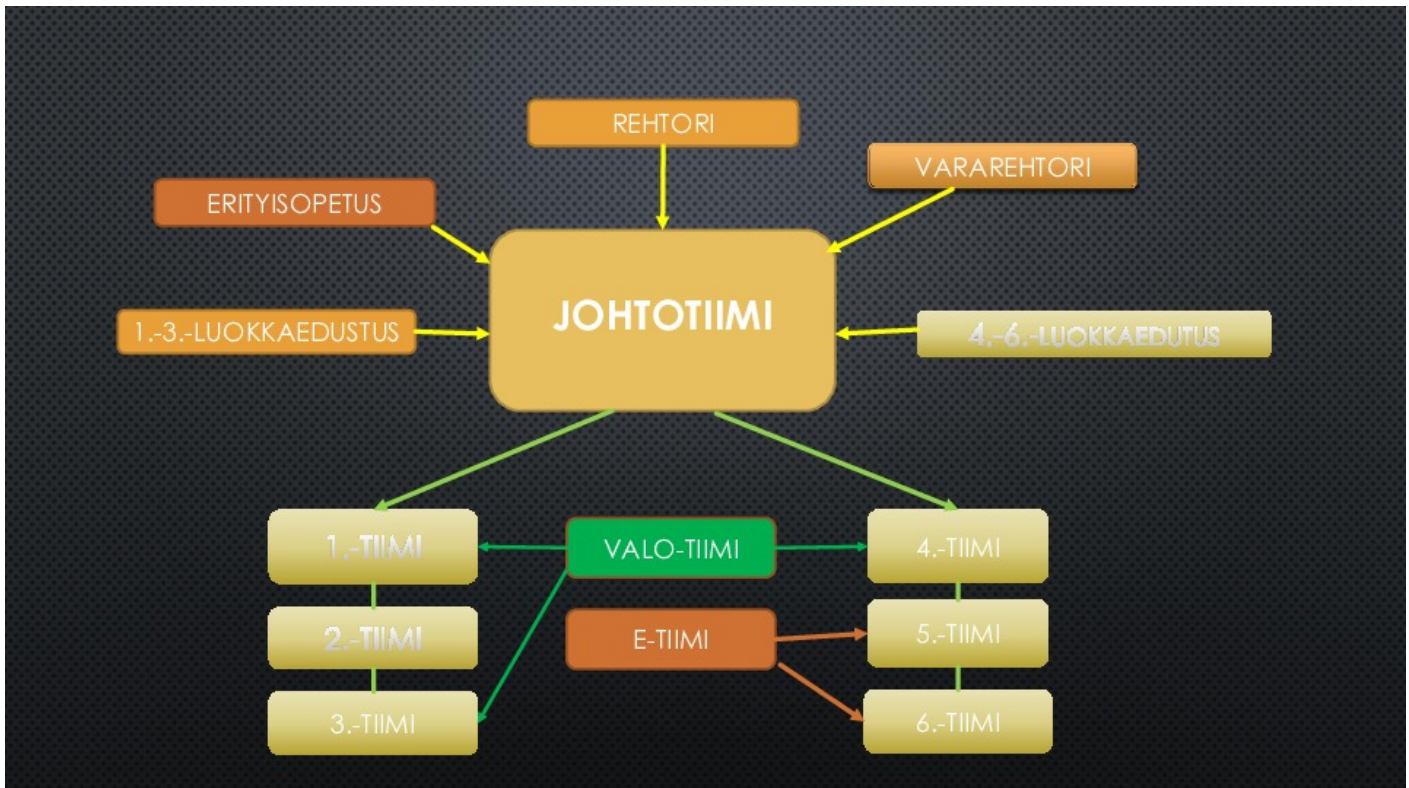 REHTORI
VARAREHTORI
ERITYISOPETUS
JOHTOTIIMI
1.-3.-LUOKKAEDUSTUS
4.-6.-LUOKKAEDUTUS
1.-TIIMI
VALO-TIIMI
4.-TIIMI
2.-TIIMI
E-TIIMI
5.-TIIMI
3.-TIIMI
6.-TIIMI